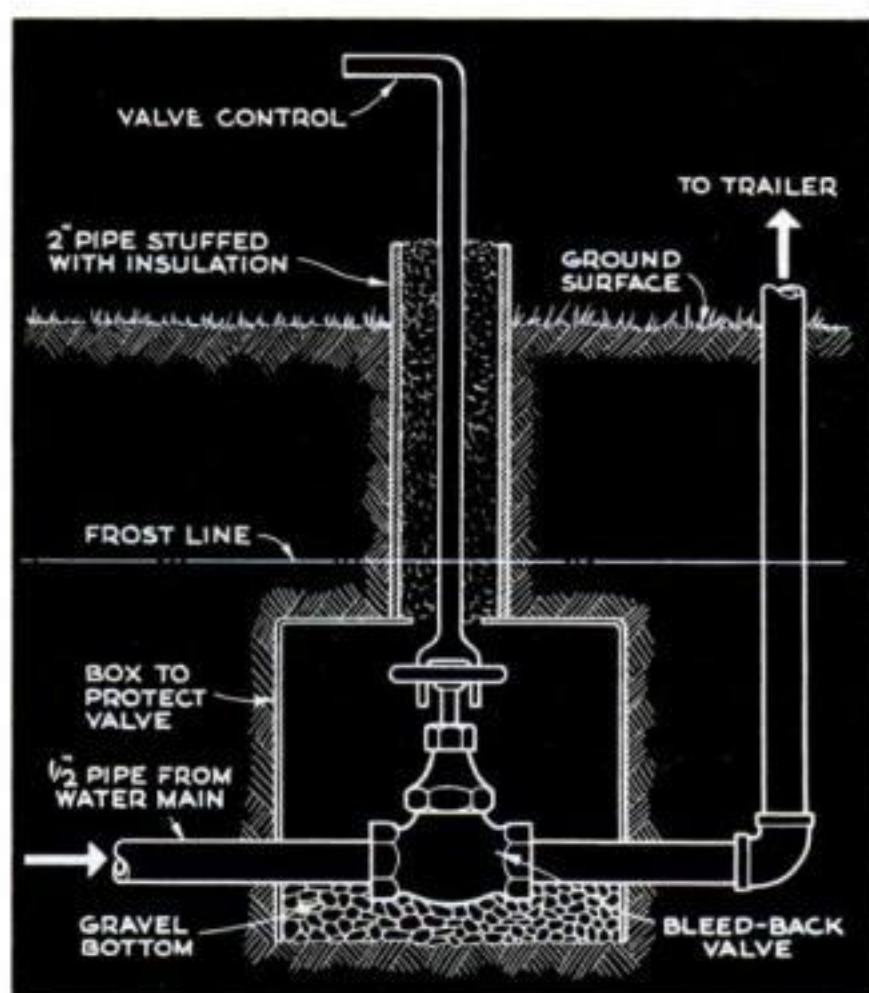 VALVE CONTROL
TO TRAILER
2" PIPE STUFFED
WITH INSULATION
GROUND
SURFACE
FROST LINE
BOX TO
PROTECT
VALVE
1/2" PIPE FROM
WATER MAIN
GRAVEL
BOTTOM
BLEED-BACK
VALVE